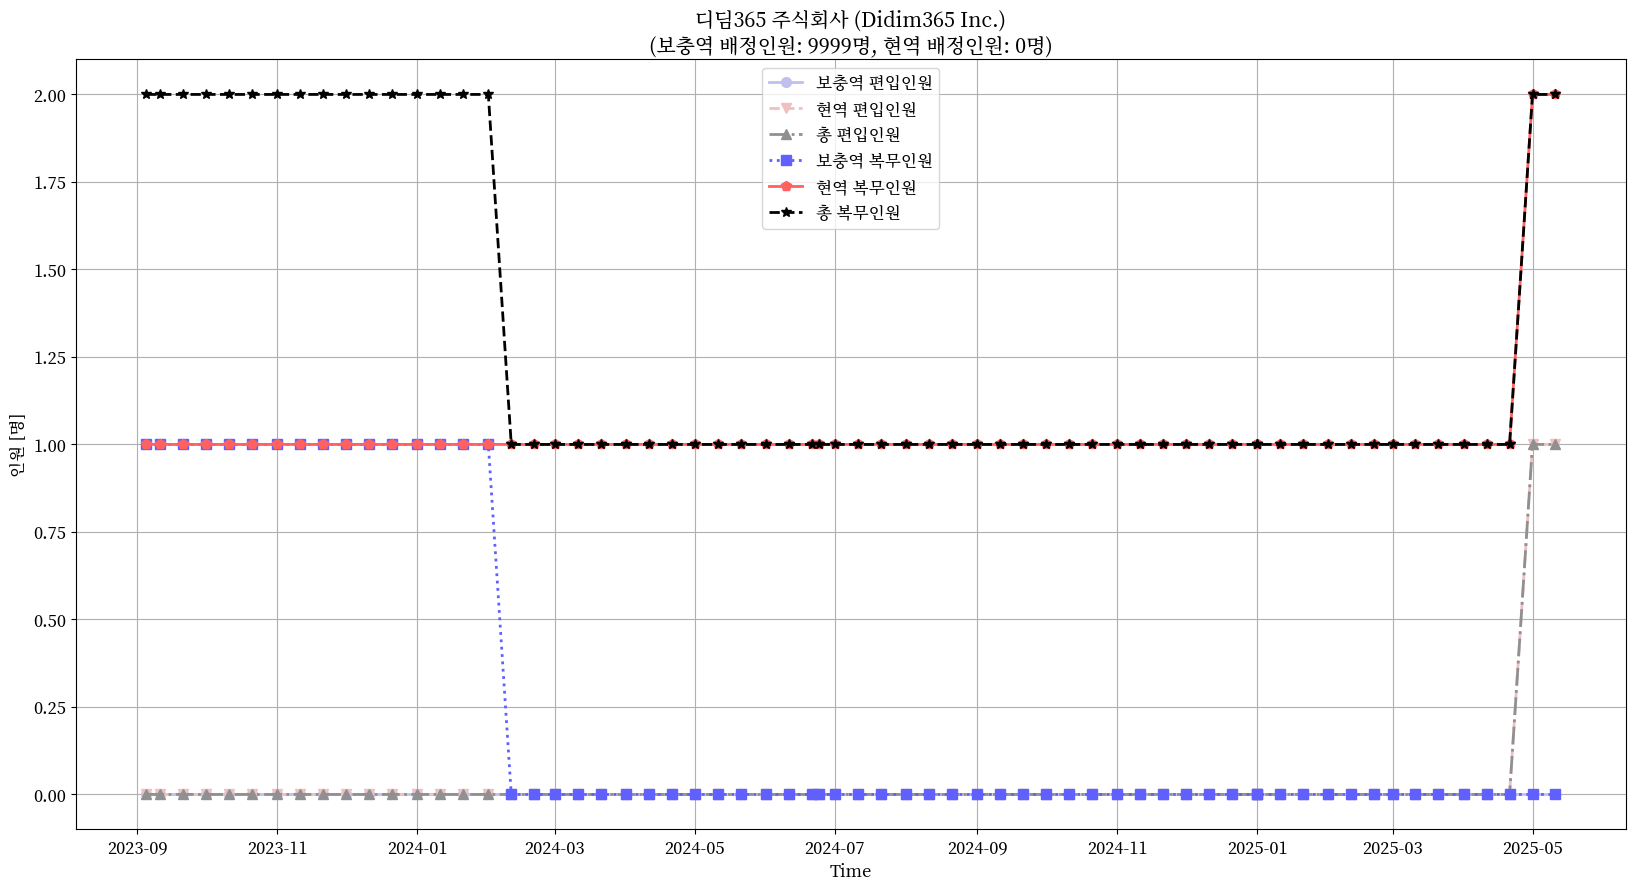 디딤365 주식회사 (Didim365 Inc.)
(보충역 배정인원: 9999명, 현역 배정인원: 0명)
보충역 편입인원
현역 편입인원
총 편입인원
보충역 복무인원
현역 복무인원
총 복무인원
인원 [명]
2.00
1.75
1.50
1.25
1.00
0.75
0.50
0.25
0.00
2023-09 2023-11 2024-01 2024-03 2024-05 2024-07 2024-09 2024-11 2025-01 2025-03 2025-05
Time